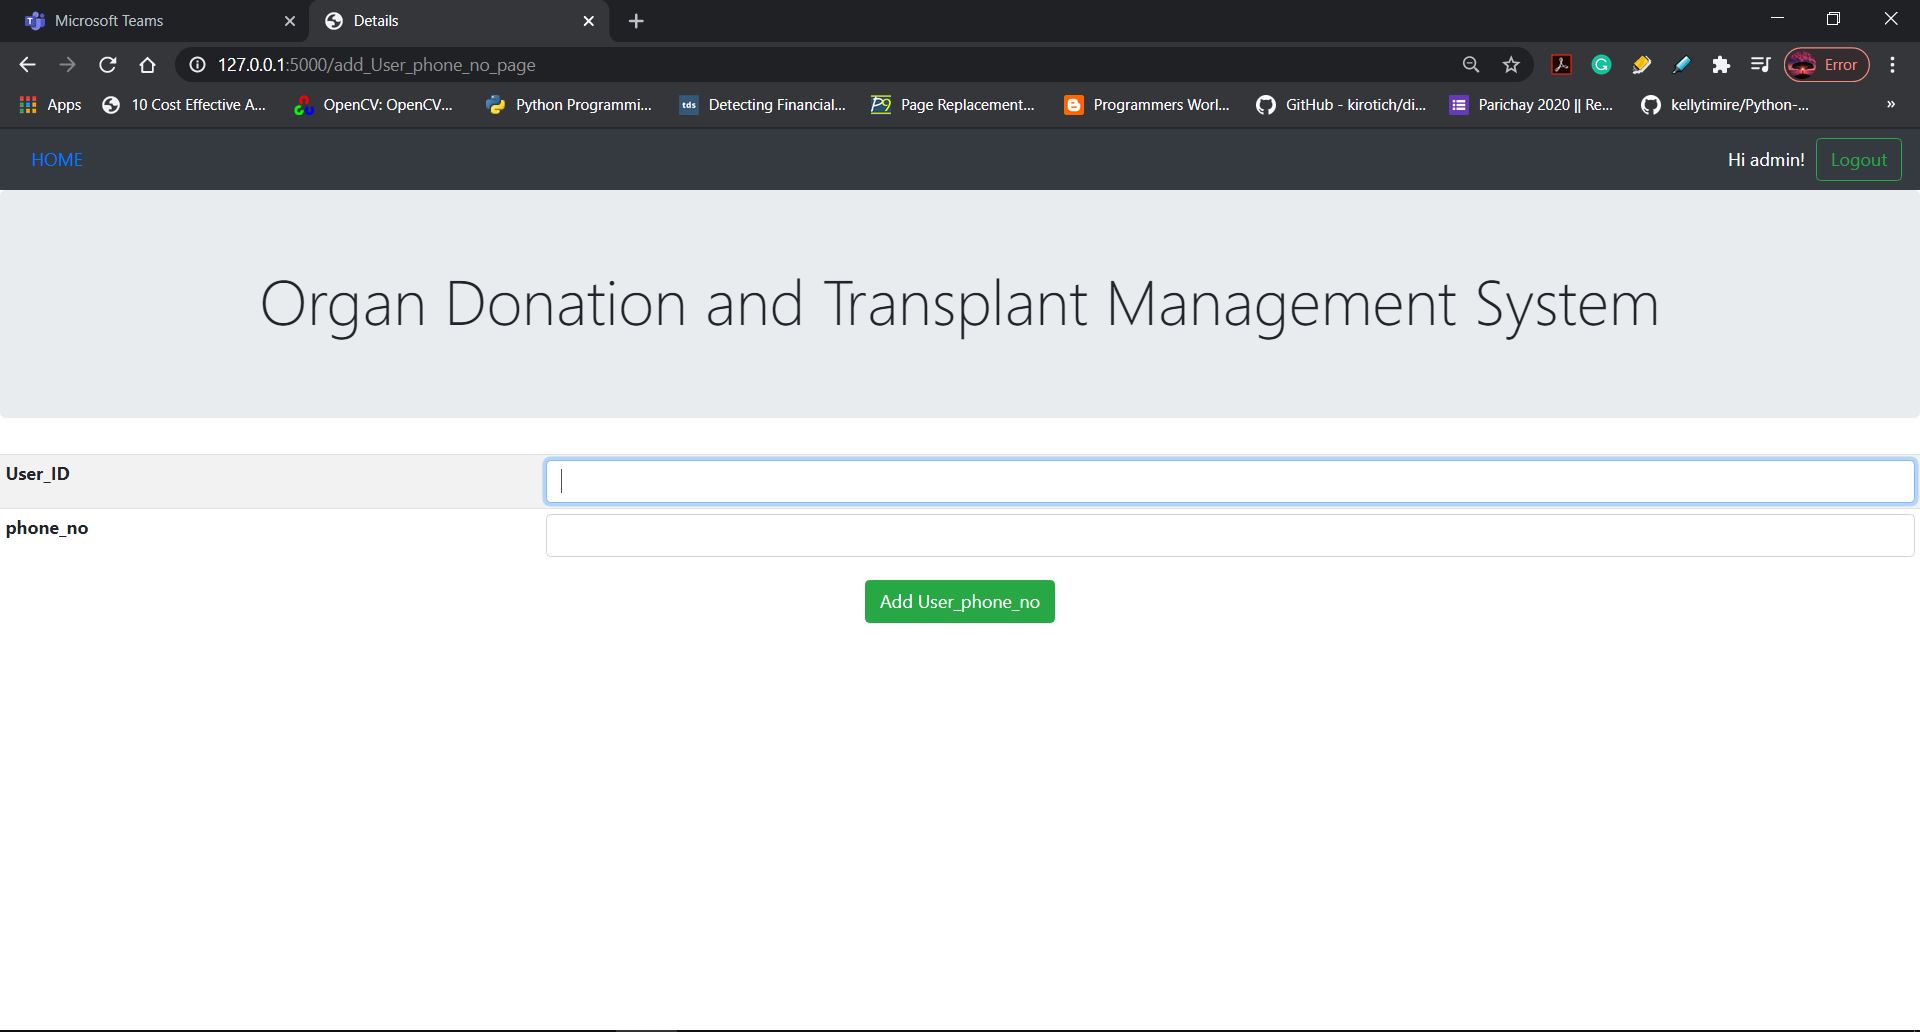 Microsoft Teams
Details
127.0.0.1:5000/add_User_phone_no_page
Error
Apps
10 Cost Effective A...
OpenCV: OpenCV...
Python Programmi...
tds
Detecting Financial...
Page Replacement...
Programmers Worl...
GitHub - kirotich/di...
Parichay 2020 || Re...
kellytimire/Python-...
»
HOME
Hi admin!
Logout
Organ Donation and Transplant Management System
User_ID
phone_no
Add User_phone_no